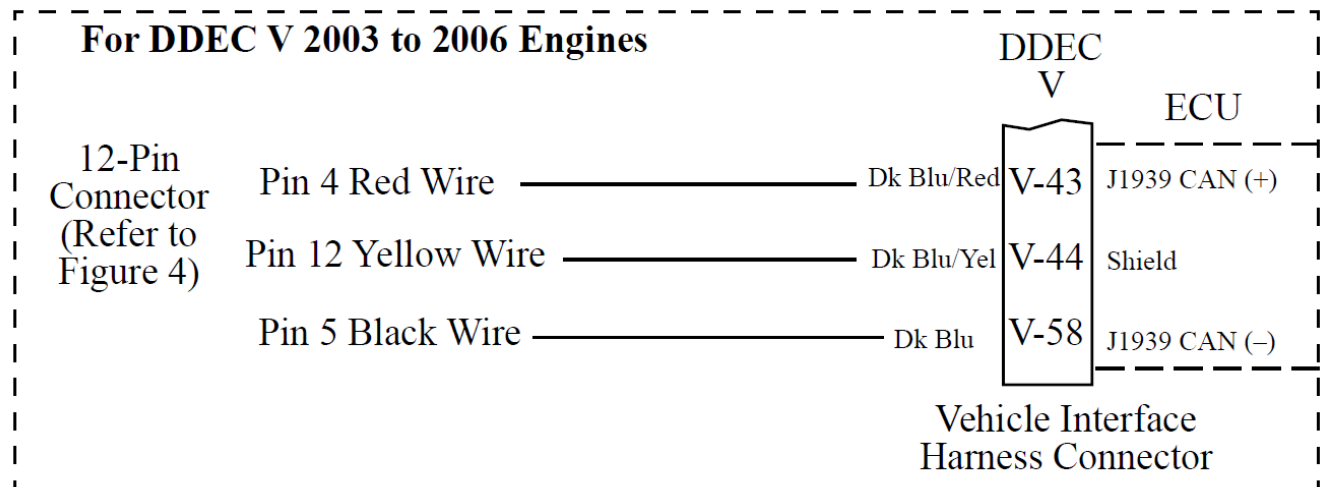 For DDEC V 2003 to 2006 Engines
DDEC
V
ECU
12-Pin
Connector
(Refer to
Figure 4)
Pin 4 Red Wire
Dk Blu/Red
V-43
J1939 CAN (+)
Pin 12 Yellow Wire
Dk Blu/Yel
V-44
Shield
Pin 5 Black Wire
Dk Blu
V-58
J1939 CAN (–)
Vehicle Interface
Harness Connector